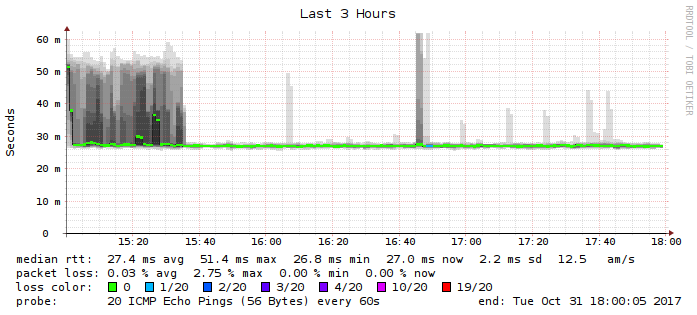 Last 3 Hours
RRDTOOL / TOBI OETIKER
Seconds
60 m
50 m
40 m
30 m
20 m
10 m
0
15:20 15:40 16:00 16:20 16:40 17:00 17:20 17:40 18:00
median rtt: 27.4 ms avg 51.4 ms max 26.8 ms min 27.0 ms now 2.2 ms sd 12.5 am/s
packet loss: 0.03 % avg 2.75 % max 0.00 % min 0.00 % now
loss color: 0 1/20 2/20 3/20 4/20 10/20 19/20
probe: 20 ICMP Echo Pings (56 Bytes) every 60s end: Tue Oct 31 18:00:05 2017